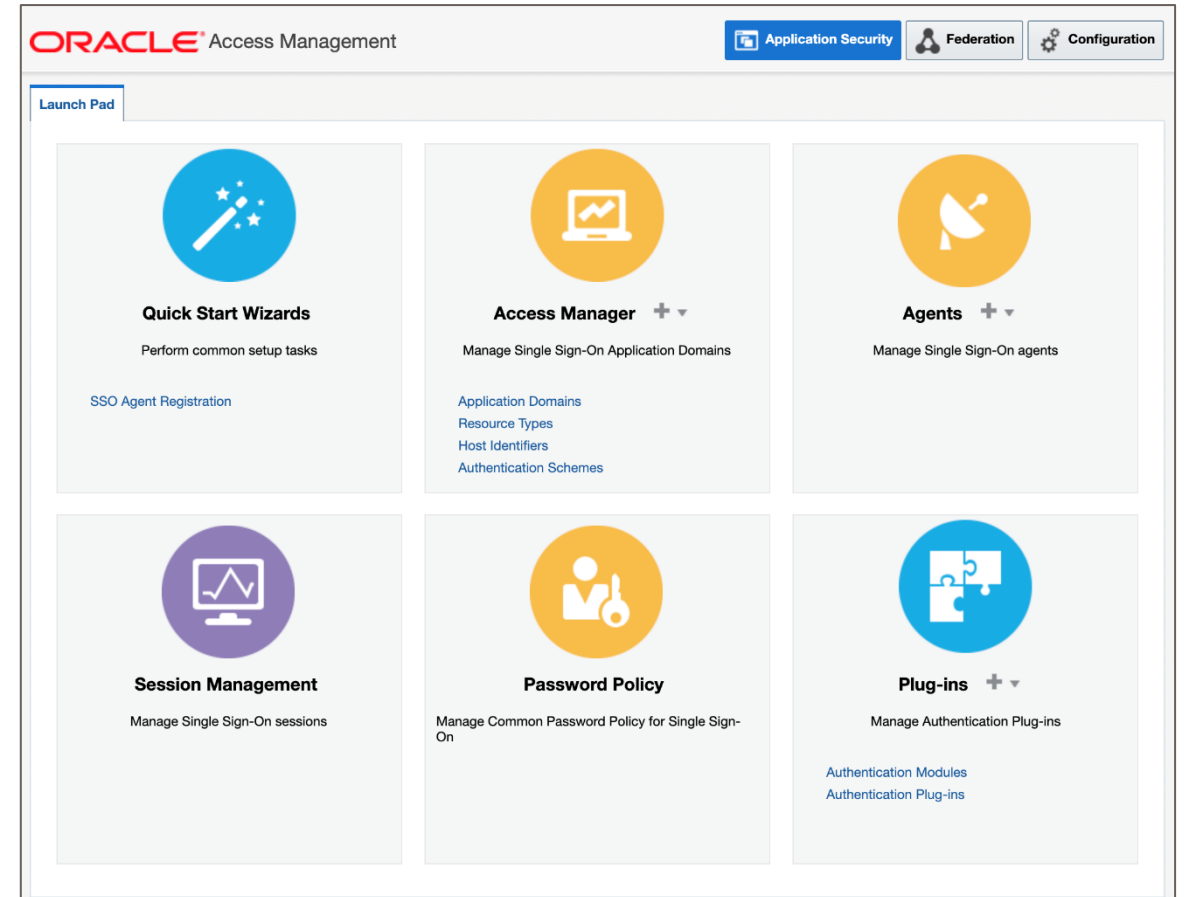 ORACLE Access Management
Application Security
Federation
Configuration
Launch Pad
Quick Start Wizards
Perform common setup tasks
SSO Agent Registration
Access Manager
Manage Single Sign-On Application Domains
Application Domains
Resource Types
Host Identifiers
Authentication Schemes
Agents
Manage Single Sign-On agents
Session Management
Manage Single Sign-On sessions
Password Policy
Manage Common Password Policy for Single Sign-
On
Plug-ins
Manage Authentication Plug-ins
Authentication Modules
Authentication Plug-ins